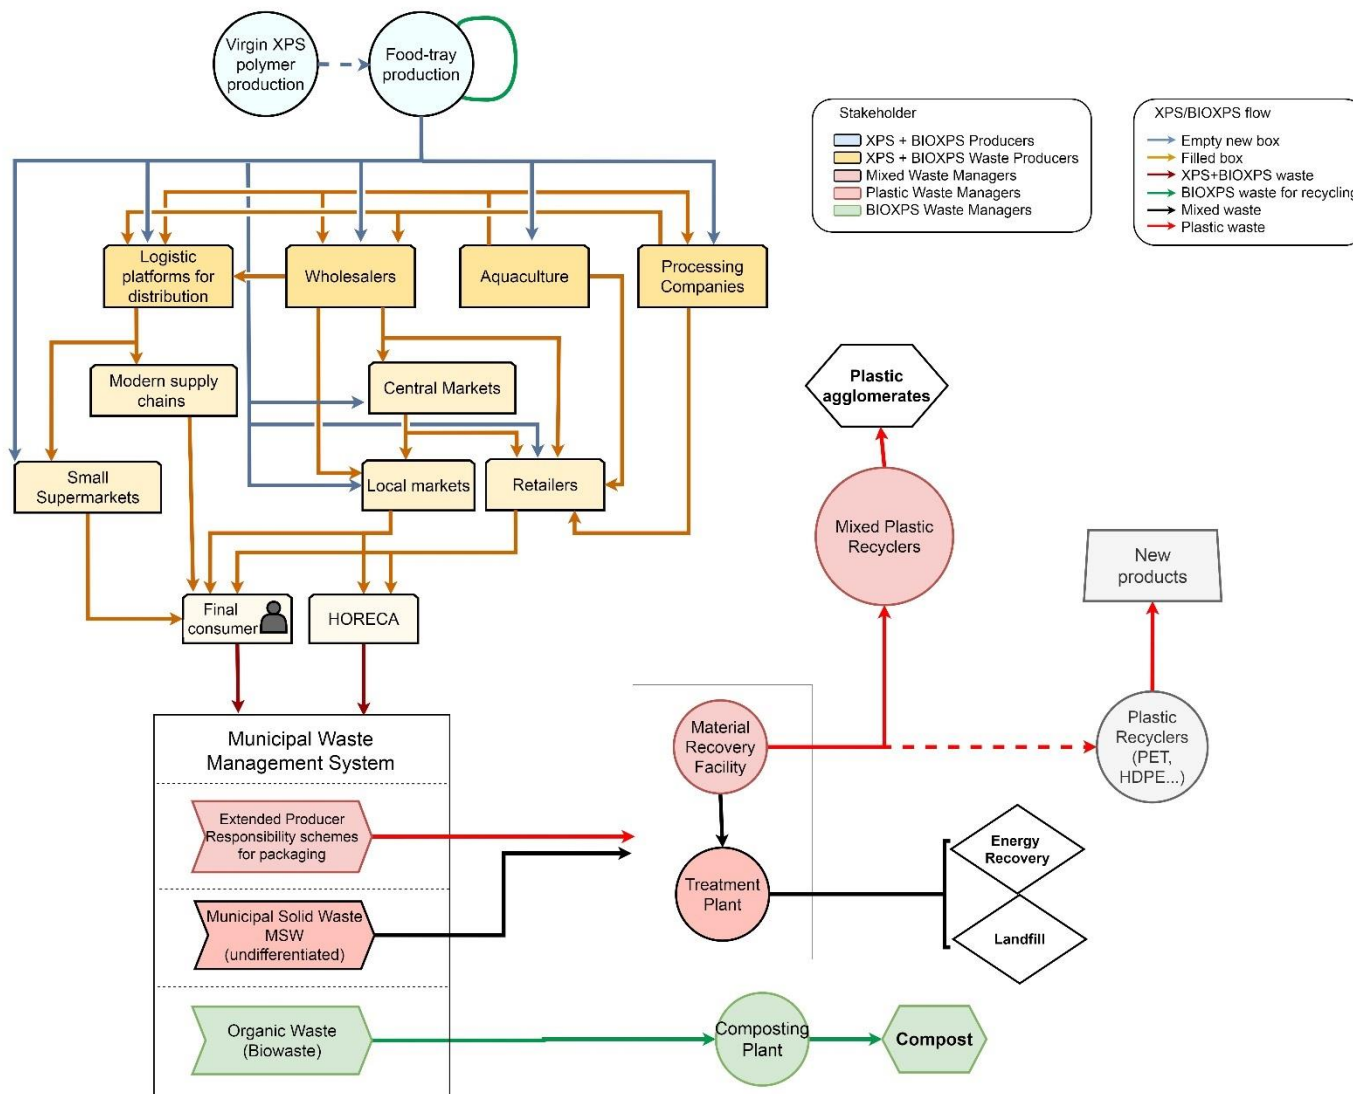 Virgin XPS
polymer
production
Food-tray
production
Stakeholder
XPS + BIOXPS Producers
XPS + BIOXPS Waste Producers
Mixed Waste Managers
Plastic Waste Managers
BIOXPS Waste Managers
XPS/BIOXPS flow
Empty new box
Filled box
XPS+BIOXPS waste
BIOXPS waste for recycling
Mixed waste
Plastic waste
Logistic
platforms for
distribution
Wholesalers
Aquaculture
Processing
Companies
Modern supply
chains
Central Markets
Small
Supermarkets
Local markets
Retailers
Final
consumer
HORECA
Plastic
agglomerates
Mixed Plastic
Recyclers
New
products
Municipal Waste
Management System
Material
Recovery
Facility
Plastic
Recyclers
(PET,
HDPE...)
Extended Producer
Responsibility schemes
for packaging
Energy
Recovery
Treatment
Plant
Municipal Solid Waste
MSW
(undifferentiated)
Landfill
Organic Waste
(Biowaste)
Composting
Plant
Compost